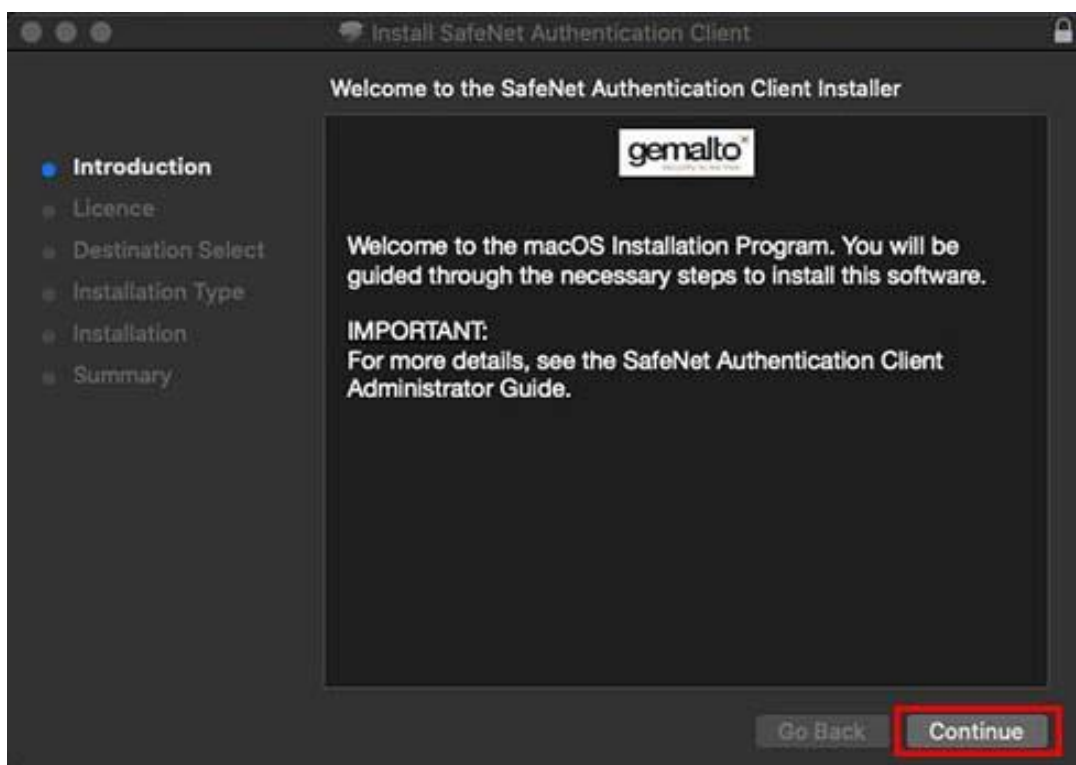 Install SafeNet Authentication Client
Welcome to the SafeNet Authentication Client Installer
Introduction
Licence
Destination Select
Installation Type
Installation
Summary
gemalto
Welcome to the macOS Installation Program. You will be
guided through the necessary steps to install this software.
IMPORTANT:
For more details, see the SafeNet Authentication Client
Administrator Guide.
Go Back
Continue